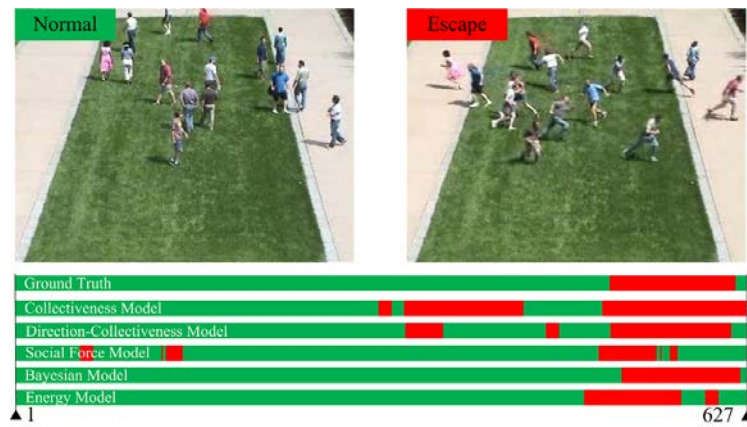 Normal
Escape
Ground Truth
Collectiveness Model
Direction-Collectiveness Model
Social Force Model
Bayesian Model
Energy Model
1
627